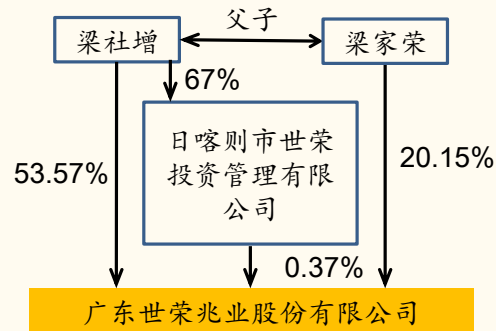 父子
梁社增
梁家荣
67%
日喀则市世荣
投资管理有限
公司
53.57%
20.15%
0.37%
广东世荣兆业股份有限公司